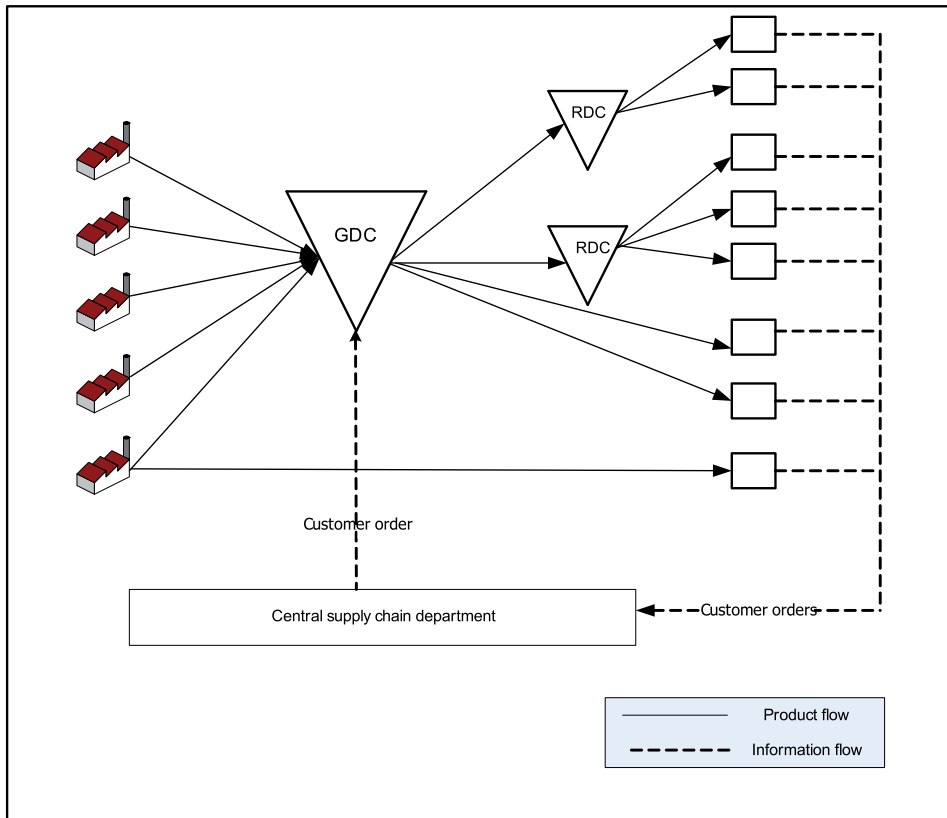 RDC
GDC
RDC
Customer order
Customer orders
Central supply chain department
Product flow
Information flow